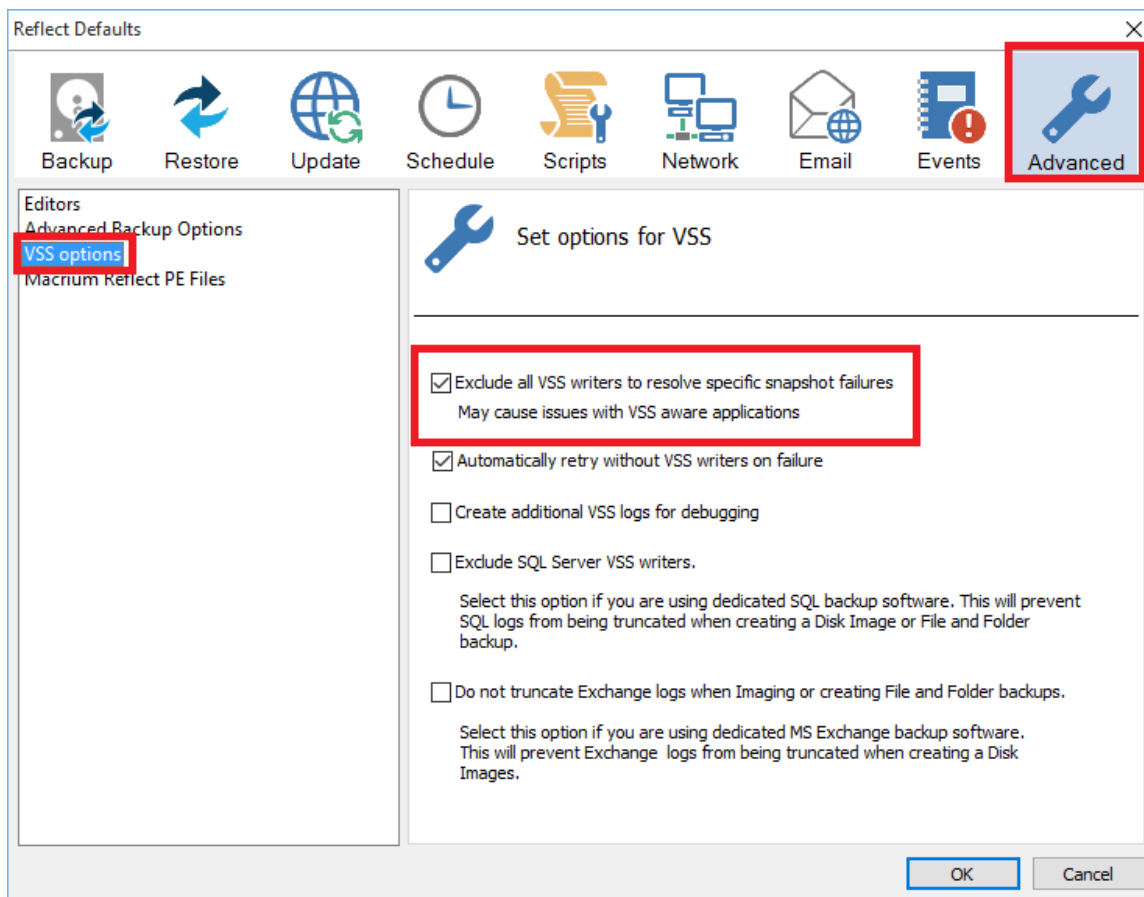 Reflect Defaults
Backup
Restore
Update
Schedule
Scripts
Network
Email
Events
Advanced
Editors
Advanced Backup Options
VSS options
Macrium Reflect PE Files
Set options for VSS
Exclude all VSS writers to resolve specific snapshot failures
May cause issues with VSS aware applications
Automatically retry without VSS writers on failure
Create additional VSS logs for debugging
Exclude SQL Server VSS writers.
Select this option if you are using dedicated SQL backup software. This will prevent
SQL logs from being truncated when creating a Disk Image or File and Folder
backup.
Do not truncate Exchange logs when Imaging or creating File and Folder backups.
Select this option if you are using dedicated MS Exchange backup software.
This will prevent Exchange logs from being truncated when creating a Disk
Images.
OK
Cancel